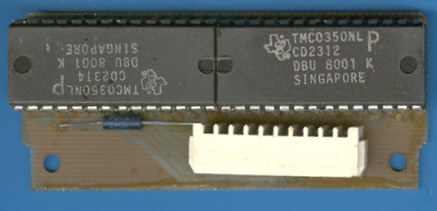 TMC0350NL P
CD2314
DBU 8001 K
SINGAPORE
TMC0350NL P
CD2312
DBU 8001 K
SINGAPORE